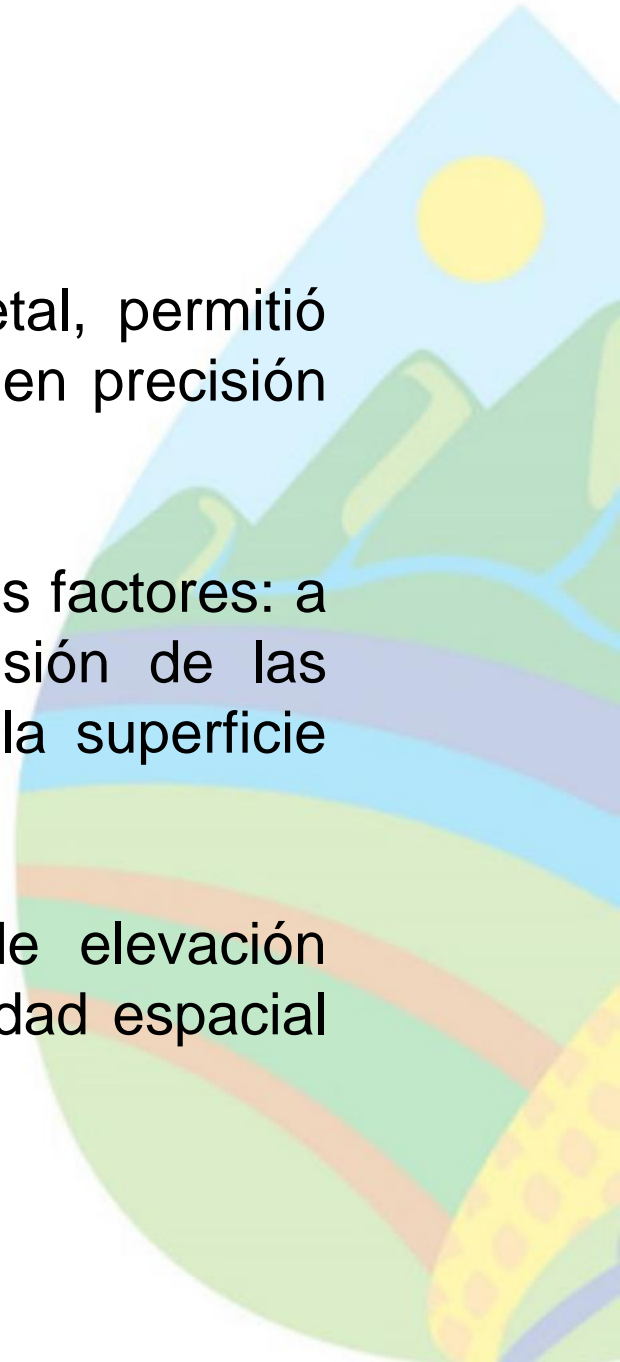 etal, permitió
en precisión
s factores: a
sión de las
la superficie
le elevación
dad espacial